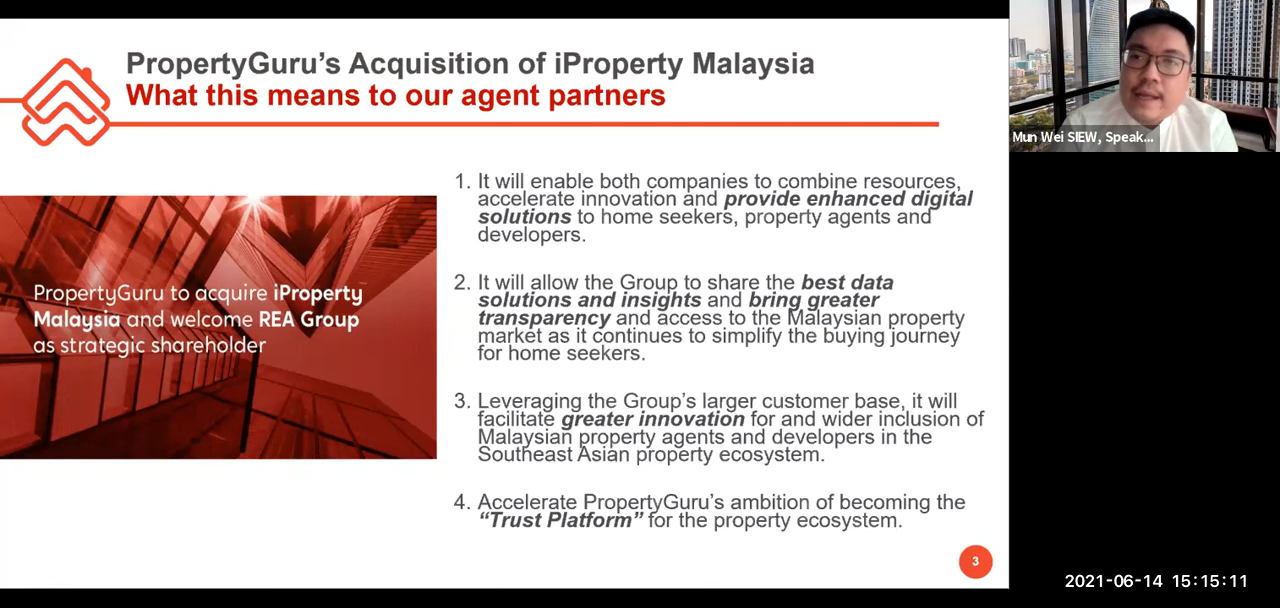 PropertyGuru's Acquisition of iProperty Malaysia
What this means to our agent partners
PropertyGuru to acquire iProperty
Malaysia and welcome REA Group
as strategic shareholder
1. It will enable both companies to combine resources,
accelerate innovation and provide enhanced digital
solutions to home seekers, property agents and
developers.
2. It will allow the Group to share the best data
solutions and insights and bring greater
transparency and access to the Malaysian property
market as it continues to simplify the buying journey
for home seekers.
3. Leveraging the Group's larger customer base, it will
facilitate greater innovation for and wider inclusion of
Malaysian property agents and developers in the
Southeast Asian property ecosystem.
4. Accelerate PropertyGuru's ambition of becoming the
“Trust Platform” for the property ecosystem.
3
Mun Wei SIEW, Speak...
2021-06-14 15:15:11